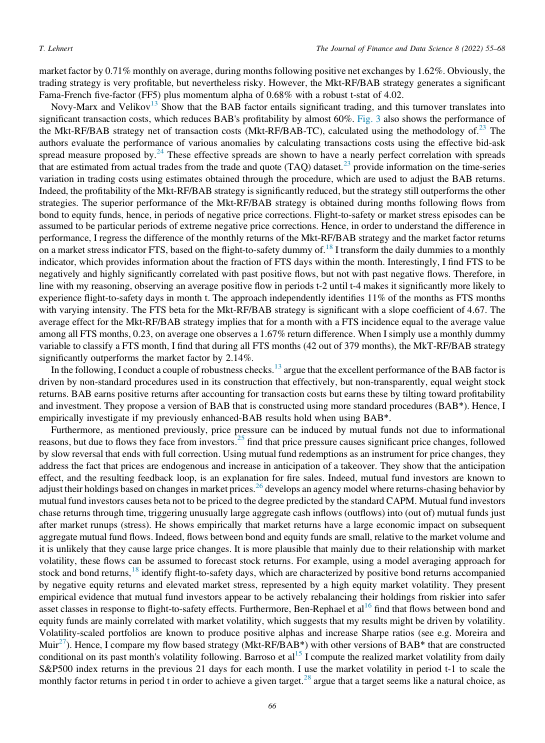 T. Lehnert
The Journal of Finance and Data Science 8 (2022) 55–68
market factor by 0.71% monthly on average, during months following positive net exchanges by 1.62%. Obviously, the
trading strategy is very profitable, but nevertheless risky. However, the Mkt-RF/BAB strategy generates a significant
Fama-French five-factor (FF5) plus momentum alpha of 0.68% with a robust t-stat of 4.02.
Novy-Marx and Velikov13 Show that the BAB factor entails significant trading, and this turnover translates into
significant transaction costs, which reduces BAB's profitability by almost 60%. Fig. 3 also shows the performance of
the Mkt-RF/BAB strategy net of transaction costs (Mkt-RF/BAB-TC), calculated using the methodology of.23 The
authors evaluate the performance of various anomalies by calculating transactions costs using the effective bid-ask
spread measure proposed by.24 These effective spreads are shown to have a nearly perfect correlation with spreads
that are estimated from actual trades from the trade and quote (TAQ) dataset.23 provide information on the time-series
variation in trading costs using estimates obtained through the procedure, which are used to adjust the BAB returns.
Indeed, the profitability of the Mkt-RF/BAB strategy is significantly reduced, but the strategy still outperforms the other
strategies. The superior performance of the Mkt-RF/BAB strategy is obtained during months following flows from
bond to equity funds, hence, in periods of negative price corrections. Flight-to-safety or market stress episodes can be
assumed to be particular periods of extreme negative price corrections. Hence, in order to understand the difference in
performance, I regress the difference of the monthly returns of the Mkt-RF/BAB strategy and the market factor returns
on a market stress indicator FTS, based on the flight-to-safety dummy of.18 I transform the daily dummies to a monthly
indicator, which provides information about the fraction of FTS days within the month. Interestingly, I find FTS to be
negatively and highly significantly correlated with past positive flows, but not with past negative flows. Therefore, in
line with my reasoning, observing an average positive flow in periods t-2 until t-4 makes it significantly more likely to
experience flight-to-safety days in month t. The approach independently identifies 11% of the months as FTS months
with varying intensity. The FTS beta for the Mkt-RF/BAB strategy is significant with a slope coefficient of 4.67. The
average effect for the Mkt-RF/BAB strategy implies that for a month with a FTS incidence equal to the average value
among all FTS months, 0.23, on average one observes a 1.67% return difference. When I simply use a monthly dummy
variable to classify a FTS month, I find that during all FTS months (42 out of 379 months), the MkT-RF/BAB strategy
significantly outperforms the market factor by 2.14%.
In the following, I conduct a couple of robustness checks.13 argue that the excellent performance of the BAB factor is
driven by non-standard procedures used in its construction that effectively, but non-transparently, equal weight stock
returns. BAB earns positive returns after accounting for transaction costs but earns these by tilting toward profitability
and investment. They propose a version of BAB that is constructed using more standard procedures (BAB*). Hence, I
empirically investigate if my previously enhanced-BAB results hold when using BAB*.
Furthermore, as mentioned previously, price pressure can be induced by mutual funds not due to informational
reasons, but due to flows they face from investors.25 find that price pressure causes significant price changes, followed
by slow reversal that ends with full correction. Using mutual fund redemptions as an instrument for price changes, they
address the fact that prices are endogenous and increase in anticipation of a takeover. They show that the anticipation
effect, and the resulting feedback loop, is an explanation for fire sales. Indeed, mutual fund investors are known to
adjust their holdings based on changes in market prices.26 develops an agency model where returns-chasing behavior by
mutual fund investors causes beta not to be priced to the degree predicted by the standard CAPM. Mutual fund investors
chase returns through time, triggering unusually large aggregate cash inflows (outflows) into (out of) mutual funds just
after market runups (stress). He shows empirically that market returns have a large economic impact on subsequent
aggregate mutual fund flows. Indeed, flows between bond and equity funds are small, relative to the market volume and
it is unlikely that they cause large price changes. It is more plausible that mainly due to their relationship with market
volatility, these flows can be assumed to forecast stock returns. For example, using a model averaging approach for
stock and bond returns,18 identify flight-to-safety days, which are characterized by positive bond returns accompanied
by negative equity returns and elevated market stress, represented by a high equity market volatility. They present
empirical evidence that mutual fund investors appear to be actively rebalancing their holdings from riskier into safer
asset classes in response to flight-to-safety effects. Furthermore, Ben-Rephael et al16 find that flows between bond and
equity funds are mainly correlated with market volatility, which suggests that my results might be driven by volatility.
Volatility-scaled portfolios are known to produce positive alphas and increase Sharpe ratios (see e.g. Moreira and
Muir27). Hence, I compare my flow based strategy (Mkt-RF/BAB*) with other versions of BAB* that are constructed
conditional on its past month's volatility following. Barroso et al15 I compute the realized market volatility from daily
S&P500 index returns in the previous 21 days for each month. I use the market volatility in period t-1 to scale the
monthly factor returns in period t in order to achieve a given target.28 argue that a target seems like a natural choice, as
66